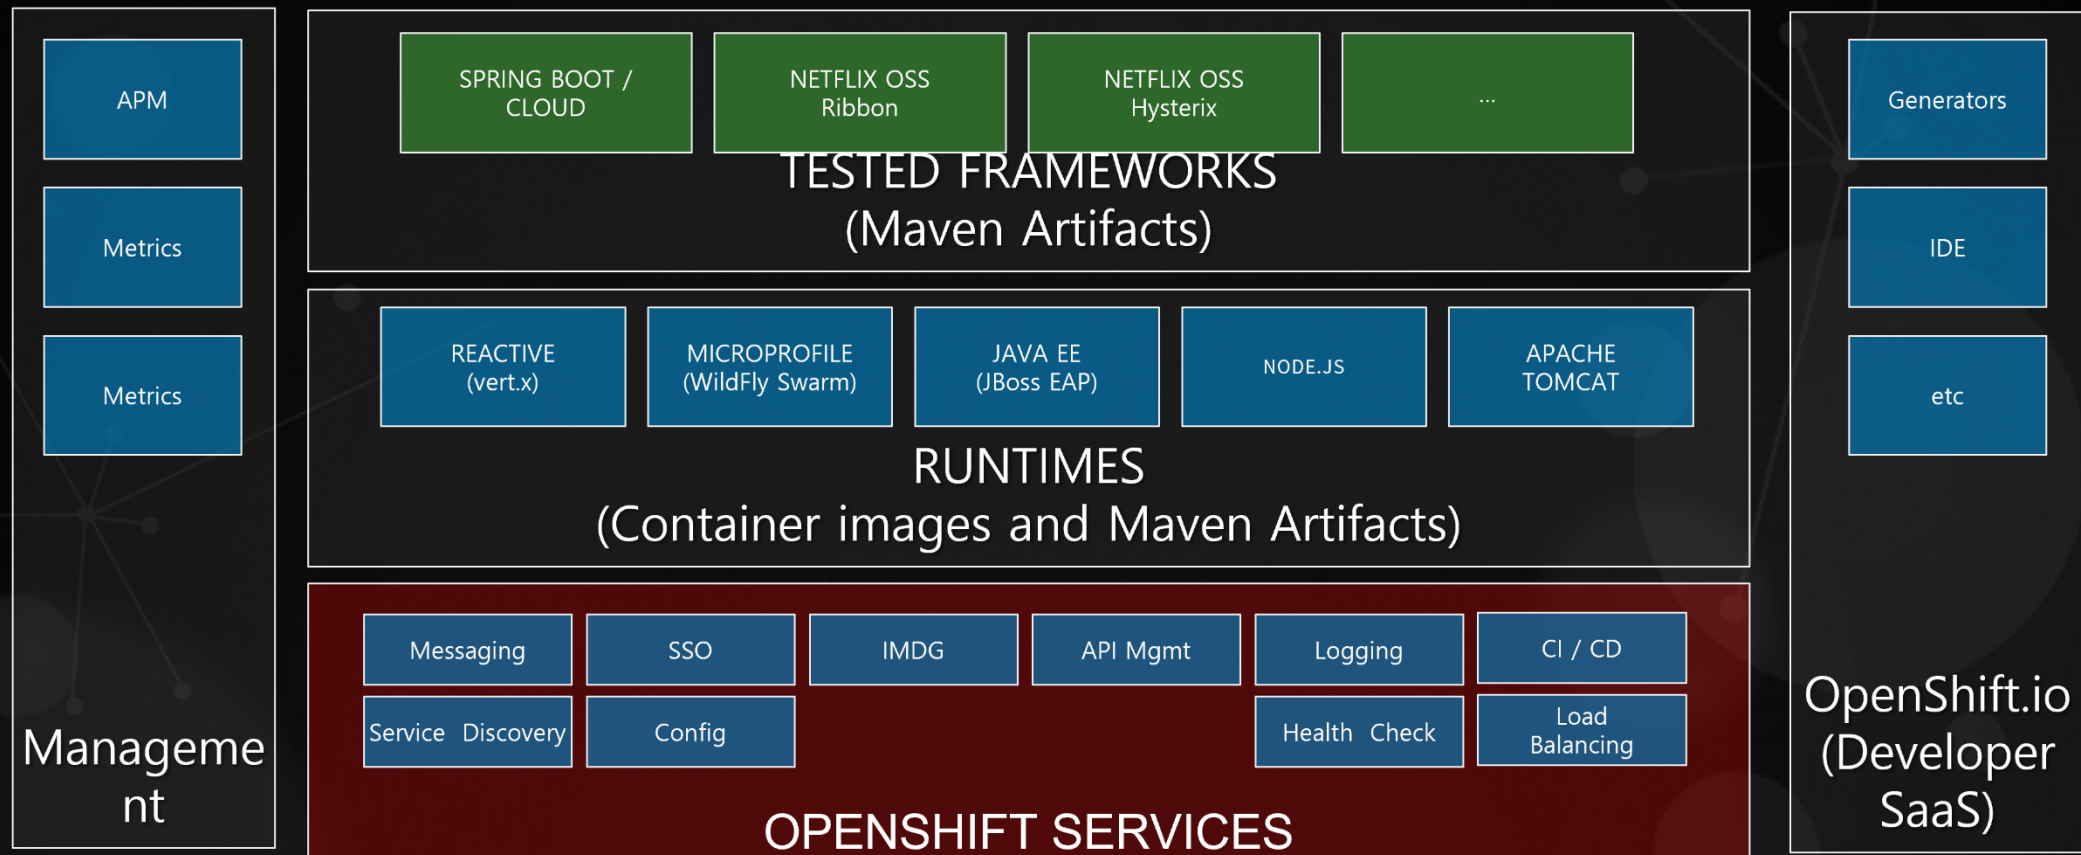 APM
Metrics
Metrics
Manageme
nt
SPRING BOOT /
CLOUD
NETFLIX OSS
Ribbon
NETFLIX OSS
Hysterix
...
TESTED FRAMEWORKS
(Maven Artifacts)
REACTIVE
(vert.x)
MICROPROFILE
(WildFly Swarm)
JAVA EE
(JBoss EAP)
NODE.JS
APACHE
TOMCAT
RUNTIMES
(Container images and Maven Artifacts)
Messaging
SSO
IMDG
API Mgmt
Logging
CI / CD
Service Discovery
Config
Health Check
Load
Balancing
OPENSHIFT SERVICES
Generators
IDE
etc
OpenShift.io
(Developer
SaaS)